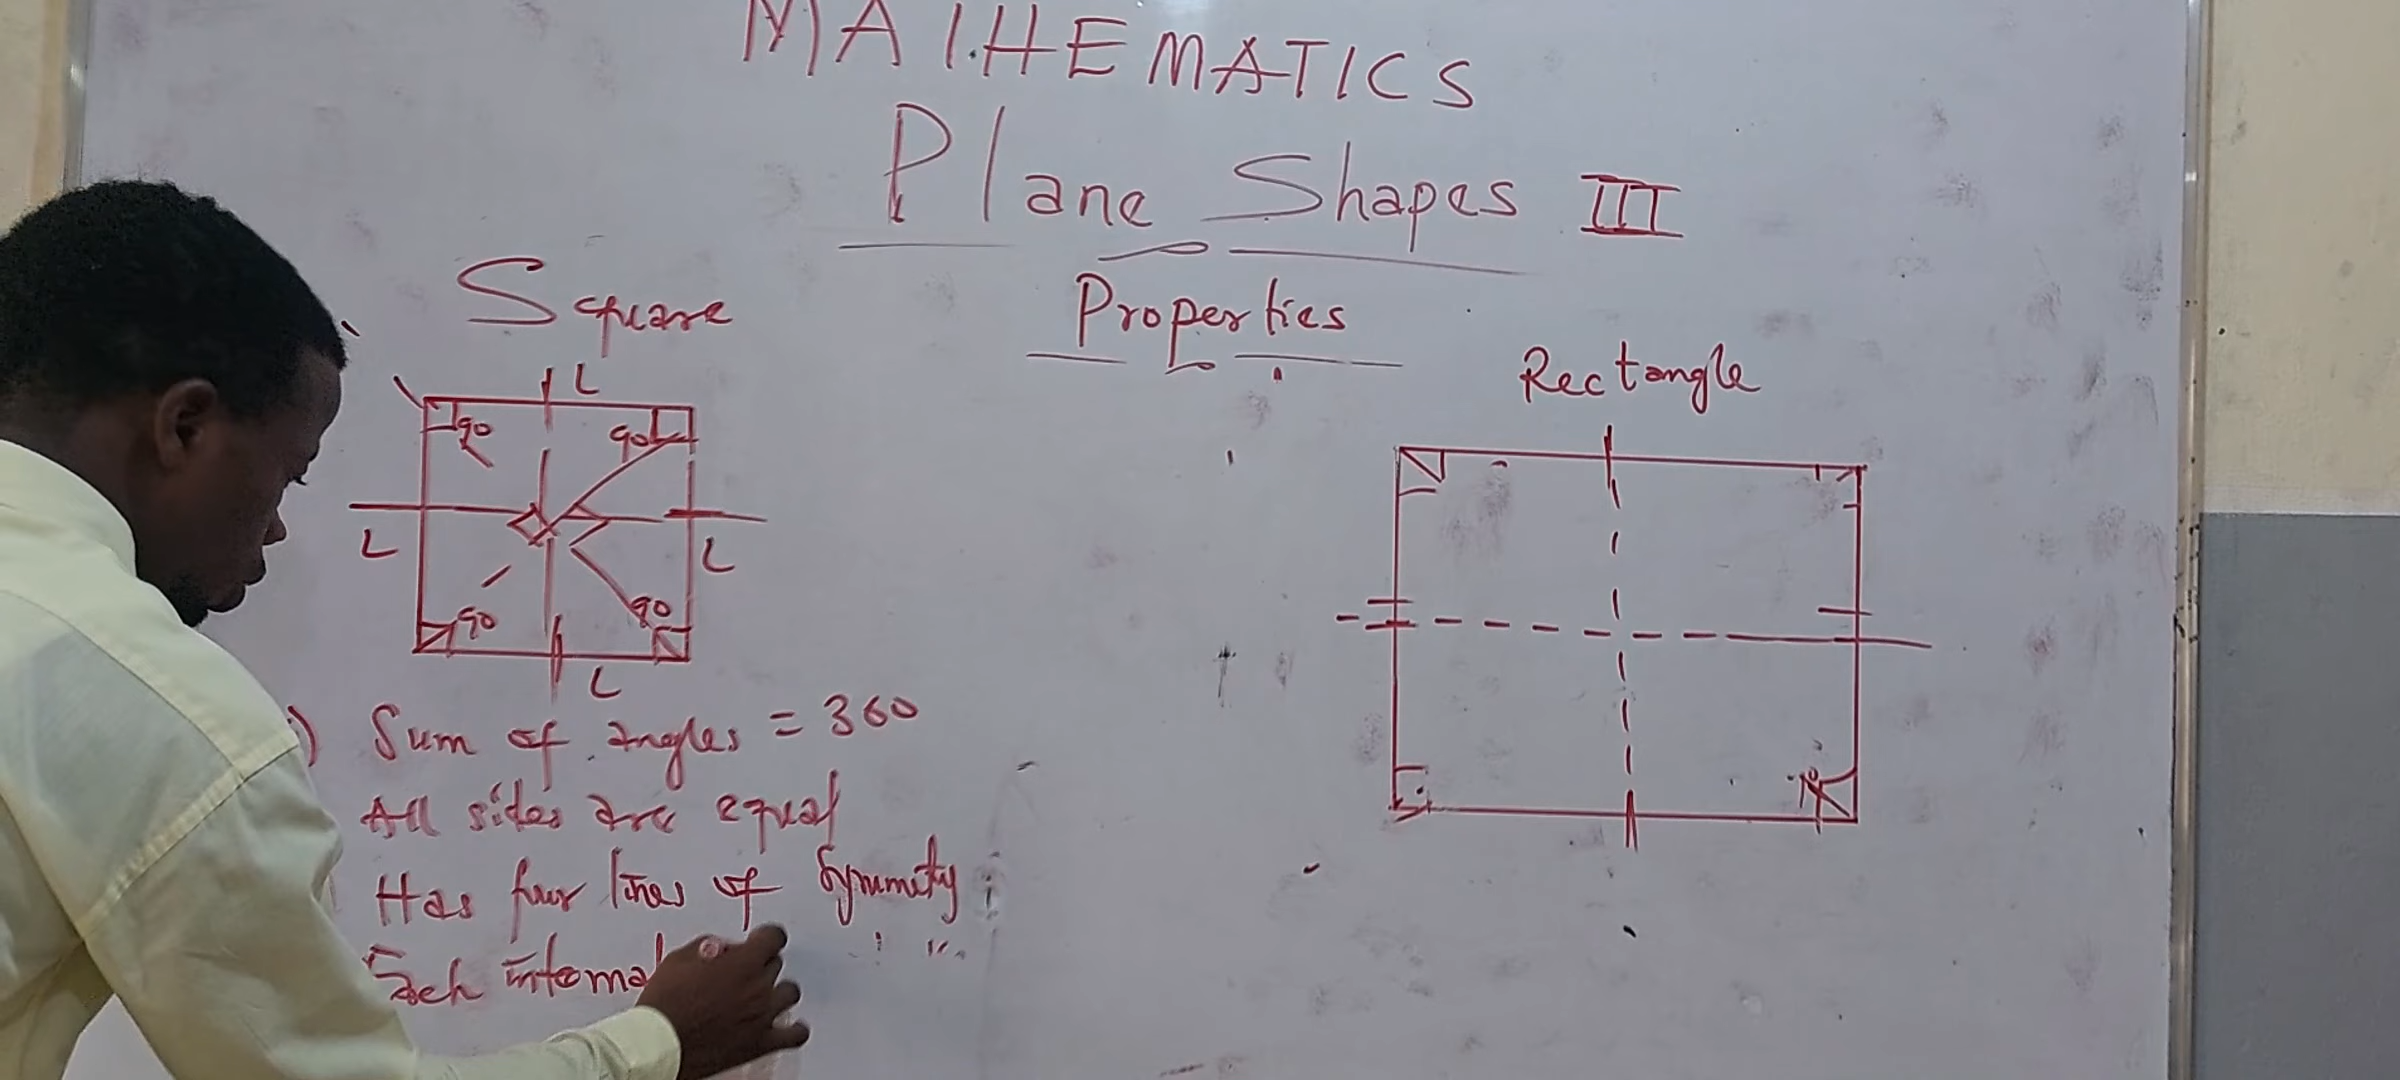 MATHEMATICS
Plane Shapes III
Properties
Square
L
90 90
L L
90 90
L
) Sum of angles = 360
All sides are equal
Has four lines of Symmetry
Each internal
Rectangle